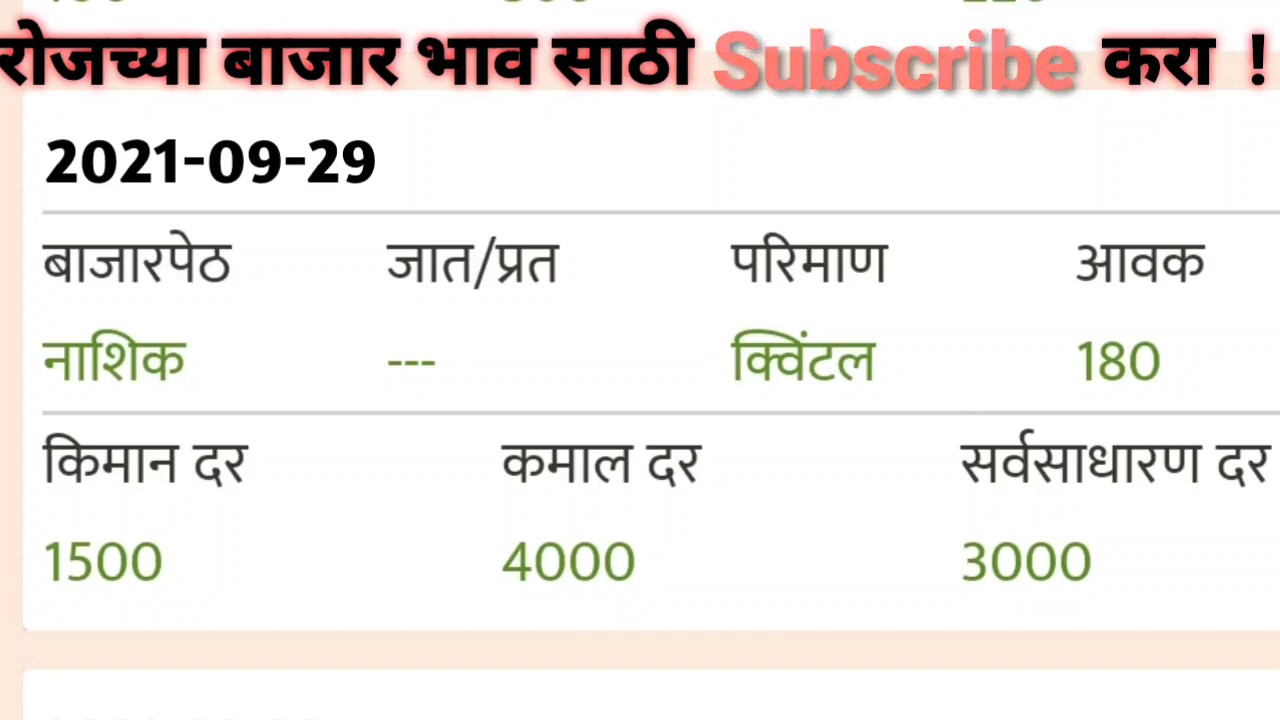 रोजच्या बाजार भाव साठी Subscribe करा !
2021-09-29
बाजारपेठ जात/प्रत परिमाण आवक
नाशिक --- क्विंटल 180
किमान दर कमाल दर सर्वसाधारण दर
1500 4000 3000